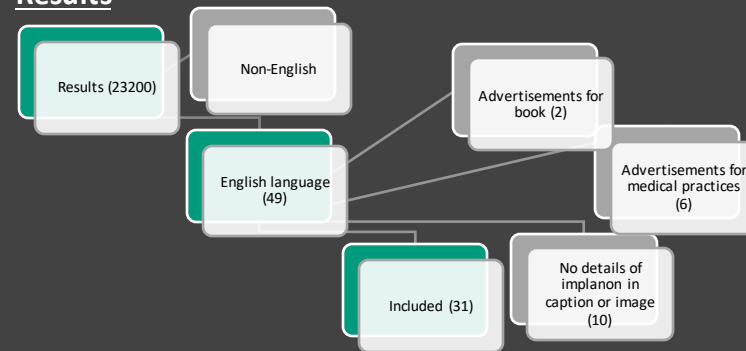 Results
Results (23200)
Non-English
Advertisements for
book (2)
English language
(49)
Advertisements for
medical practices
(6)
Included (31)
No details of
implanon in
caption or image
(10)